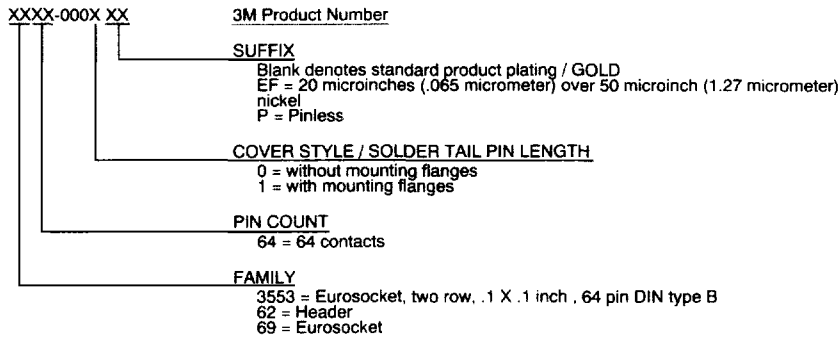 XXXX-000X XX 3M Product Number
SUFFIX
Blank denotes standard product plating / GOLD
EF = 20 microinches (.065 micrometer) over 50 microinch (1.27 micrometer)
nickel
P = Pinless
COVER STYLE / SOLDER TAIL PIN LENGTH
0 = without mounting flanges
1 = with mounting flanges
PIN COUNT
64 = 64 contacts
FAMILY
3553 = Eurosocket, two row, .1 X .1 inch , 64 pin DIN type B
62 = Header
69 = Eurosocket